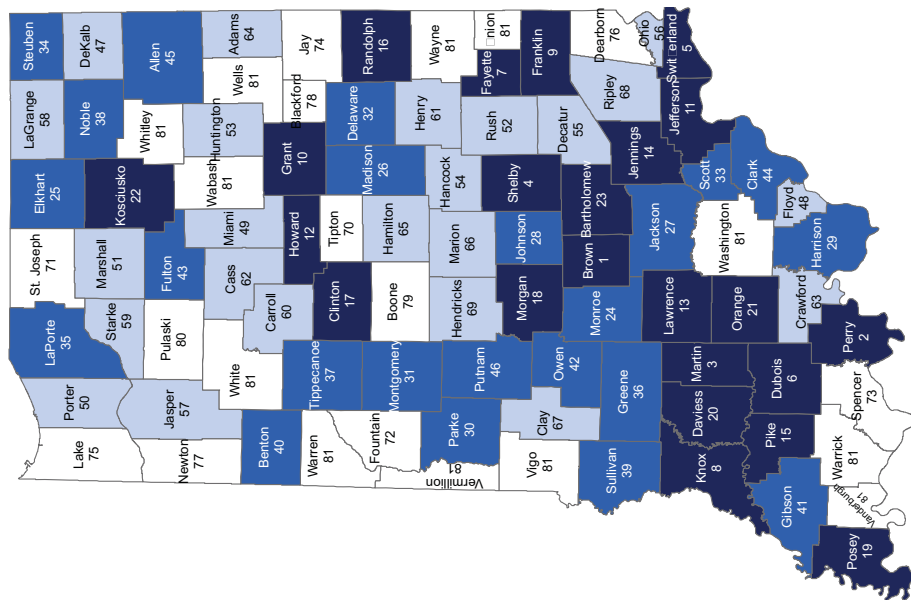 Lake
75
Porter
50
LaPorte
35
St. Joseph
71
Elkhart
25
LaGrange
58
Steuben
34
Starke
59
Marshall
51
Kosciusko
22
Noble
38
DeKalb
47
Newton
77
Jasper
57
Pulaski
80
Fulton
43
Whitley
81
Allen
45
Benton
40
White
81
Cass
62
Miami
49
Wabash
81
Huntington
53
Wells
81
Adams
64
Warren
81
Tippecanoe
37
Carroll
60
Howard
12
Grant
10
Blackford
78
Jay
74
Fountain
72
Montgomery
31
Clinton
17
Tipton
70
Madison
26
Delaware
32
Randolph
16
Vermillion
81
Parke
30
Putnam
46
Boone
79
Hendricks
69
Hamilton
65
Marion
66
Hancock
54
Henry
61
Wayne
81
Vigo
81
Clay
67
Owen
42
Morgan
18
Johnson
28
Shelby
4
Rush
52
Fayette
7
□nion
81
Sullivan
39
Greene
36
Monroe
24
Brown
1
Bartholomew
23
Decatur
55
Franklin
9
Knox
8
Daviess
20
Martin
3
Lawrence
13
Jackson
27
Jennings
14
Ripley
68
Dearborn
76
Ohio
56
Swit□erland
5
Jefferson
11
Scott
33
Clark
44
Washington
81
Orange
21
Floyd
48
Harrison
29
Crawford
63
Perry
2
Dubois
6
Pike
15
Gibson
41
Posey
19
Vanderburgh
81
Warrick
81
Spencer
73